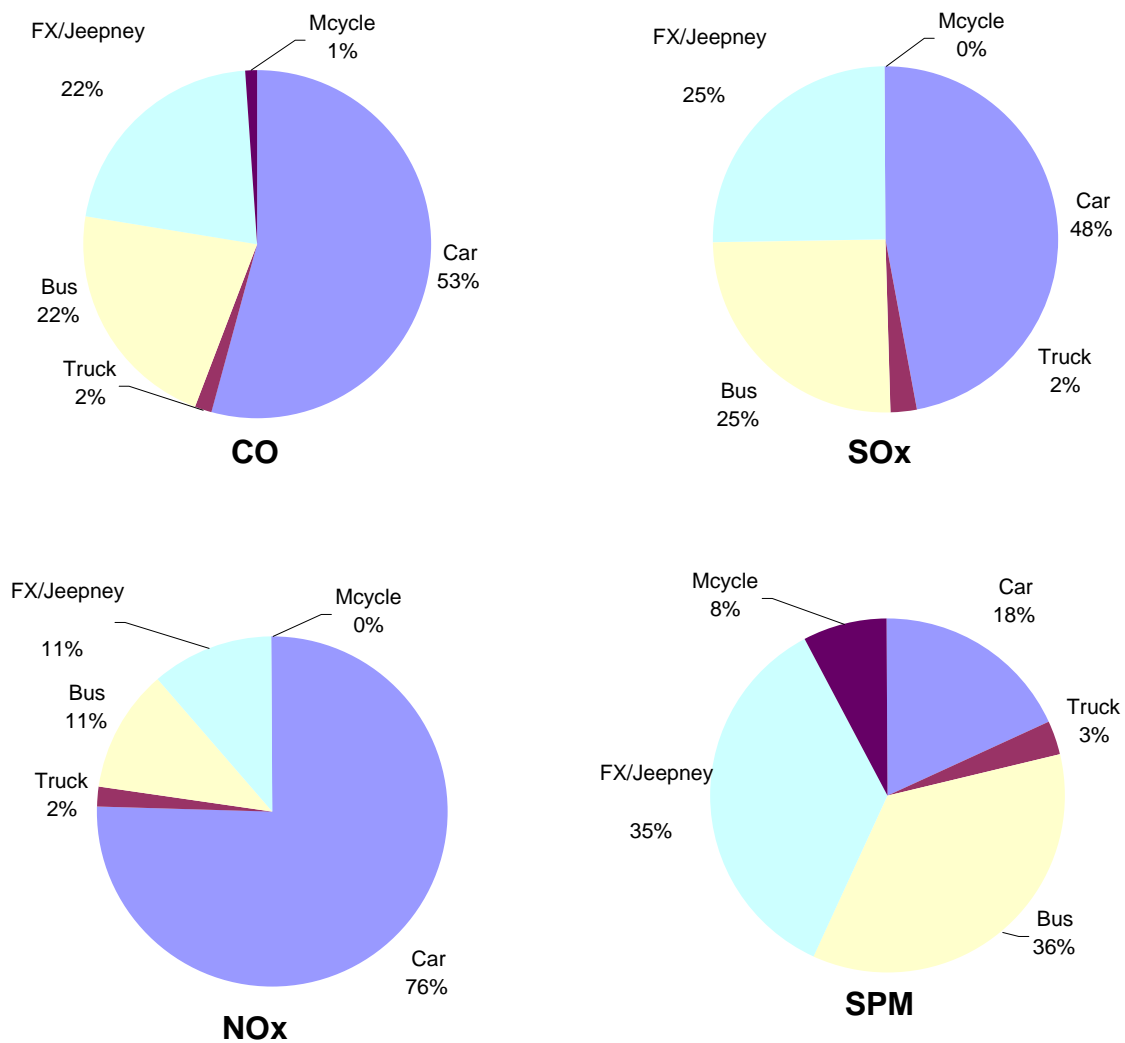 FX/Jeepney
22%
Mcycle
1%
Car
53%
Bus
22%
Truck
2%
CO
FX/Jeepney
25%
Mcycle
0%
Car
48%
Truck
2%
Bus
25%
SOx
FX/Jeepney
11%
Mcycle
0%
Bus
11%
Truck
2%
Car
76%
NOx
Mcycle
8%
Car
18%
Truck
3%
FX/Jeepney
35%
Bus
36%
SPM